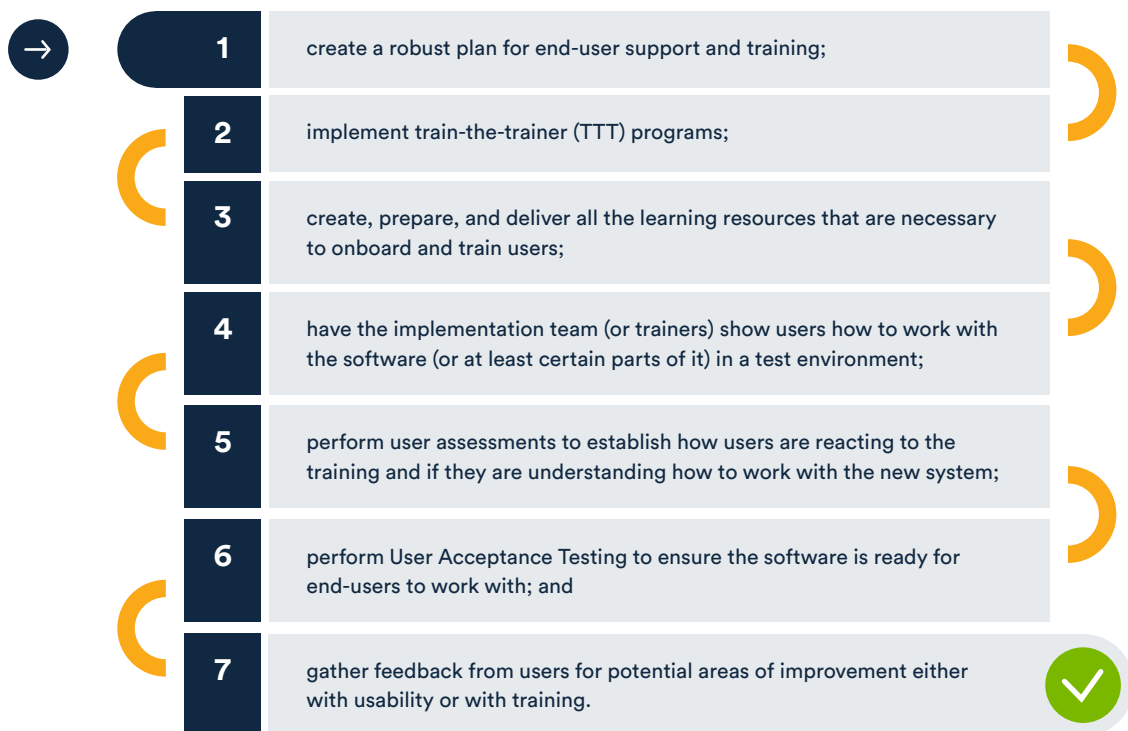 1
create a robust plan for end-user support and training;
2
implement train-the-trainer (TTT) programs;
3
create, prepare, and deliver all the learning resources that are necessary
to onboard and train users;
4
have the implementation team (or trainers) show users how to work with
the software (or at least certain parts of it) in a test environment;
5
perform user assessments to establish how users are reacting to the
training and if they are understanding how to work with the new system;
6
perform User Acceptance Testing to ensure the software is ready for
end-users to work with; and
7
gather feedback from users for potential areas of improvement either
with usability or with training.